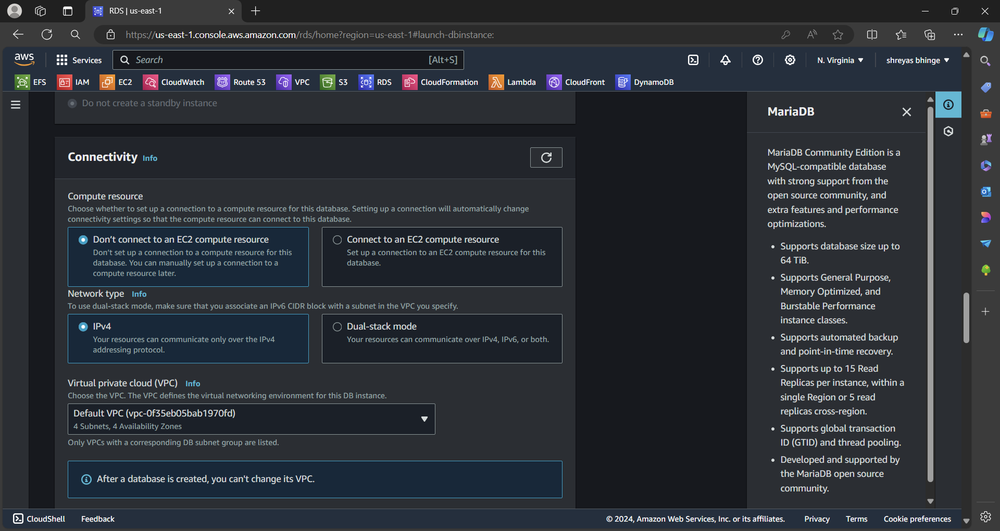 RDS | us-east-1
https://us-east-1.console.aws.amazon.com/rds/home?region=us-east-1#launch-dbinstance:
aws
Services
Search
[Alt+S]
N. Virginia
shreyas bhinge
EFS
IAM
EC2
CloudWatch
Route 53
VPC
S3
RDS
CloudFormation
Lambda
CloudFront
DynamoDB
Do not create a standby instance
Connectivity Info
Compute resource
Choose whether to set up a connection to a compute resource for this database. Setting up a connection will automatically change
connectivity settings so that the compute resource can connect to this database.
Don't connect to an EC2 compute resource
Don't set up a connection to a compute resource for this
database. You can manually set up a connection to a
compute resource later.
Connect to an EC2 compute resource
Set up a connection to an EC2 compute resource for this
database.
Network type Info
To use dual-stack mode, make sure that you associate an IPv6 CIDR block with a subnet in the VPC you specify.
IPv4
Your resources can communicate only over the IPv4
addressing protocol.
Dual-stack mode
Your resources can communicate over IPv4, IPv6, or both.
Virtual private cloud (VPC) Info
Choose the VPC. The VPC defines the virtual networking environment for this DB instance.
Default VPC (vpc-0f35eb05bab1970fd)
4 Subnets, 4 Availability Zones
Only VPCs with a corresponding DB subnet group are listed.
After a database is created, you can't change its VPC.
MariaDB
MariaDB Community Edition is a
MySQL-compatible database
with strong support from the
open source community, and
extra features and performance
optimizations.
• Supports database size up to
64 TiB.
• Supports General Purpose,
Memory Optimized, and
Burstable Performance
instance classes.
• Supports automated backup
and point-in-time recovery.
• Supports up to 15 Read
Replicas per instance, within a
single Region or 5 read
replicas cross-region.
• Supports global transaction
ID (GTID) and thread pooling.
• Developed and supported by
the MariaDB open source
community.
CloudShell
Feedback
© 2024, Amazon Web Services, Inc. or its affiliates.
Privacy
Terms
Cookie preferences